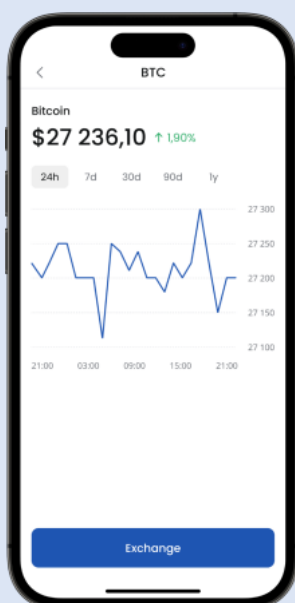 BTC
Bitcoin
$27 236,10 ↑ 1,90%
24h 7d 30d 90d 1y
27 300
27 250
27 200
27 150
27 100
21:00 03:00 09:00 15:00 21:00
Exchange